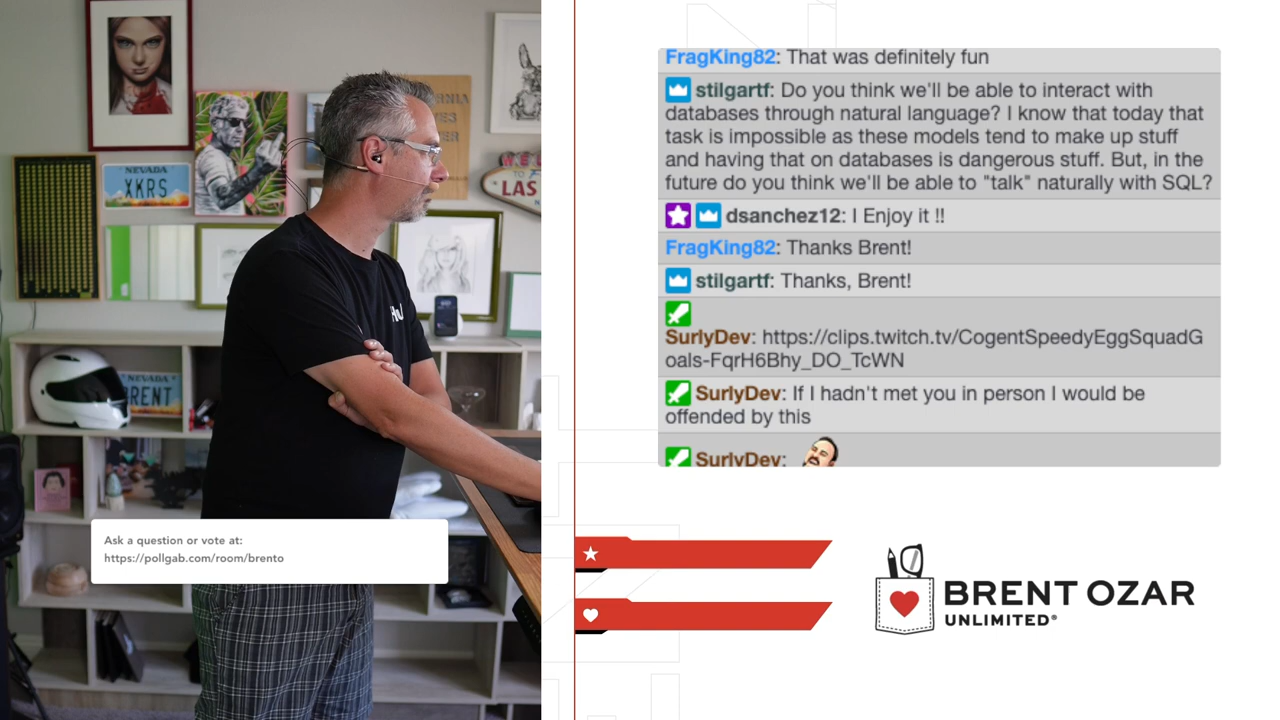 NEVADA
XKRS
WEL
LAS
NEVADA
BRENT
Ask a question or vote at:
https://pollgab.com/room/brento
FragKing82: That was definitely fun
stilgartf: Do you think we'll be able to interact with
databases through natural language? I know that today that
task is impossible as these models tend to make up stuff
and having that on databases is dangerous stuff. But, in the
future do you think we'll be able to "talk" naturally with SQL?
dsanchez12: I Enjoy it !!
FragKing82: Thanks Brent!
stilgartf: Thanks, Brent!
SurlyDev: https://clips.twitch.tv/CogentSpeedyEggSquadG
oals-FqrH6Bhy_DO_TcWN
SurlyDev: If I hadn't met you in person I would be
offended by this
SurlyDev:
BRENT OZAR
UNLIMITED®